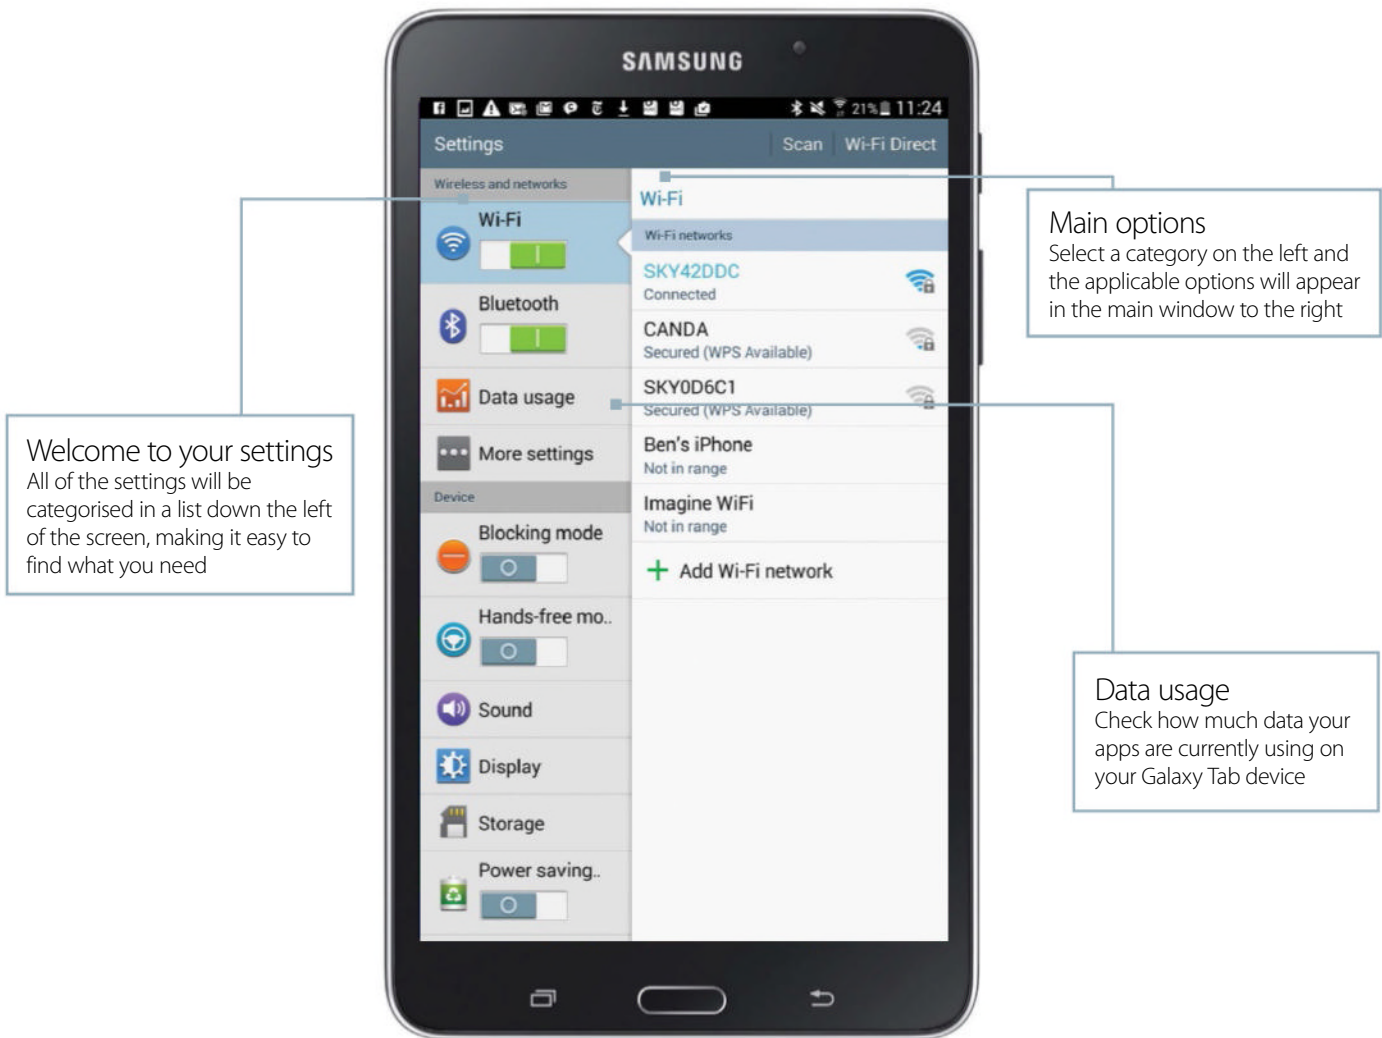 SAMSUNG
21% 11:24
Settings
Scan
Wi-Fi Direct
Wireless and networks
Wi-Fi
Bluetooth
Data usage
More settings
Device
Blocking mode
Hands-free mo..
Sound
Display
Storage
Power saving..
Wi-Fi
Wi-Fi networks
SKY42DDC
Connected
CANDA
Secured (WPS Available)
SKY0D6C1
Secured (WPS Available)
Ben's iPhone
Not in range
Imagine WiFi
Not in range
+ Add Wi-Fi network
Welcome to your settings
All of the settings will be
categorised in a list down the left
of the screen, making it easy to
find what you need
Main options
Select a category on the left and
the applicable options will appear
in the main window to the right
Data usage
Check how much data your
apps are currently using on
your Galaxy Tab device